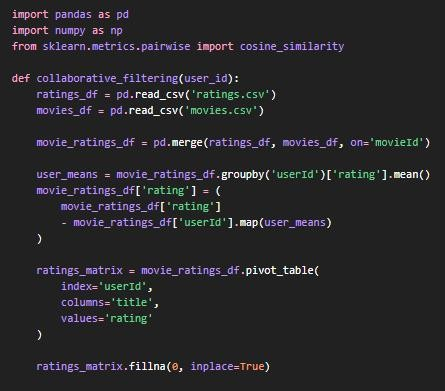 import pandas as pd
import numpy as np
from sklearn.metrics.pairwise import cosine_similarity
def collaborative_filtering(user_id):
    ratings_df = pd.read_csv('ratings.csv')
    movies_df = pd.read_csv('movies.csv')
    movie_ratings_df = pd.merge(ratings_df, movies_df, on='movieId')
    user_means = movie_ratings_df.groupby('userId')['rating'].mean()
    movie_ratings_df['rating'] = (
        movie_ratings_df['rating']
        - movie_ratings_df['userId'].map(user_means)
    )
    ratings_matrix = movie_ratings_df.pivot_table(
        index='userId',
        columns='title',
        values='rating'
    )
    ratings_matrix.fillna(0, inplace=True)